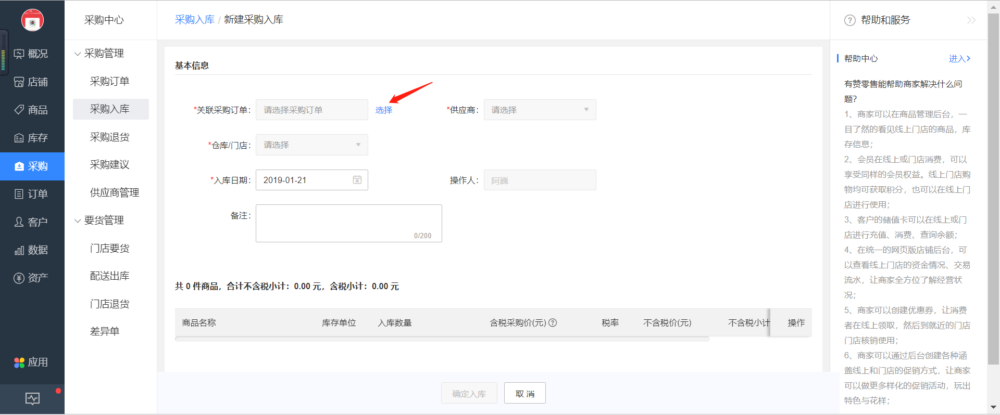 概况
店铺
商品
库存
采购
订单
客户
数据
资产
应用
采购中心
采购管理
采购订单
采购入库
采购退货
采购建议
供应商管理
要货管理
门店要货
配送出库
门店退货
差异单
采购入库 / 新建采购入库
基本信息
*关联采购订单： 请选择采购订单 选择 *供应商： 请选择
*仓库/门店： 请选择
*入库日期： 2019-01-21 操作人： 阿巍
备注：
0/200
共 0 件商品，合计不含税小计：0.00 元，含税小计：0.00 元
商品名称 库存单位 入库数量 含税采购价(元) ? 税率 不含税价(元) 不含税小计 操作
确定入库 取 消
? 帮助和服务
帮助中心 进入
有赞零售能帮助商家解决什么问
题？
1、商家可以在商品管理后台，一
目了然的看见线上门店的商品，库
存信息；
2、会员在线上或门店消费，可以
享受同样的会员权益。线上门店购
物均可获取积分，也可以在线上门
店进行使用；
3、客户的储值卡可以在线上或门
店进行充值、消费、查询余额；
4、在统一的网页版店铺后台，可
以查看线上门店的资金情况、交易
流水，让商家全方位了解经营状
况；
5、商家可以创建优惠券，让消费
者在线上领取，然后到就近的门店
门店核销使用；
6、商家可以通过后台创建各种涵
盖线上和门店的促销方式，让商家
可以做更多样化的促销活动，玩出
特色与花样；